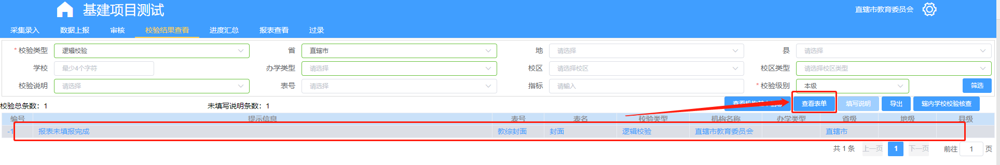 基建项目测试 直辖市教育委员会
采集录入 数据上报 审核 校验结果查看 进度汇总 报表查看 过录
* 校验类型 逻辑校验 省 直辖市 地 请选择 县 请选择
学校 最少4个字符 办学类型 请选择 校区 请选择校区 校区类型 请选择校区类型
校验说明 请选择 表号 请选择 指标 请输入 * 校验级别 本级 筛选
校验总条数：1 未填写说明条数：1 查看机构 信息 查看表单 填写说明 导出 辖内学校校验核查
编号 提示信息 表号 表名 校验类型 机构名称 办学类型 省级 地级 县级
-1 报表未填报完成 教综封面 封面 逻辑校验 直辖市教育委员会 直辖市
共 1 条 上一页 1 下一页 前往 1 页